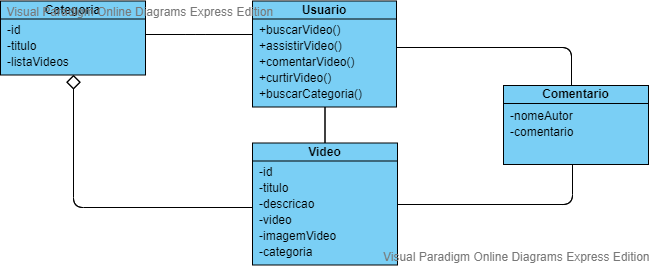 Visual Paradigm Online Diagrams Express Edition
Categoria
-id
-titulo
-listaVideos
Usuario
+buscarVideo()
+assistirVideo()
+comentarVideo()
+curtirVideo()
+buscarCategoria()
Comentario
-nomeAutor
-comentario
Video
-id
-titulo
-descricao
-video
-imagemVideo
-categoria
Visual Paradigm Online Diagrams Express Edition